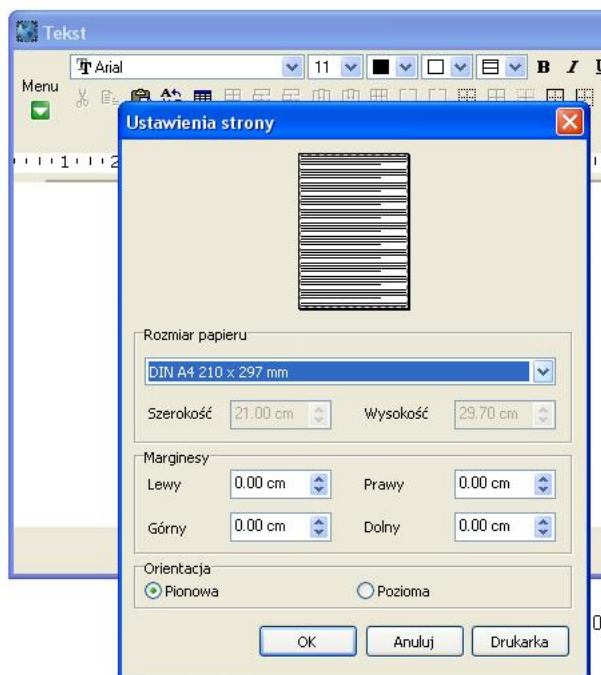 Tekst
Arial 11 B I U
Menu
Ustawienia strony
1 2
Rozmiar papieru
DIN A4 210 x 297 mm
Szerokość 21.00 cm Wysokość 29.70 cm
Marginesy
Lewy 0.00 cm Prawy 0.00 cm
Górny 0.00 cm Dolny 0.00 cm
Orientacja
Pionowa Pozioma
OK Anuluj Drukarka